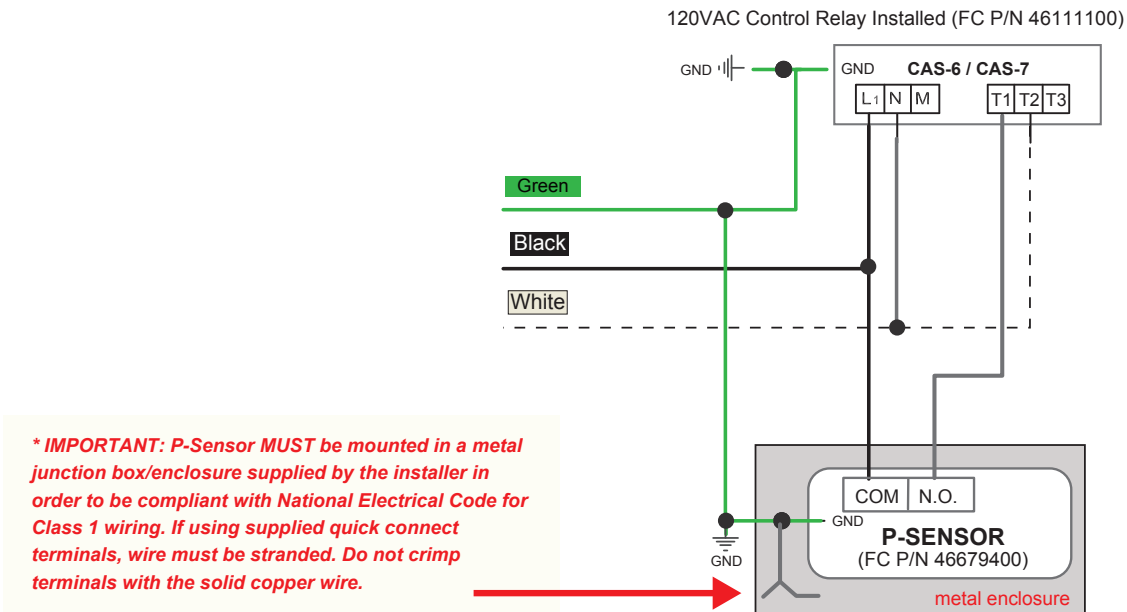 120VAC Control Relay Installed (FC P/N 46111100)
GND
GND
CAS-6 / CAS-7
L1 N M
T1 T2 T3
Green
Black
White
* IMPORTANT: P-Sensor MUST be mounted in a metal
junction box/enclosure supplied by the installer in
order to be compliant with National Electrical Code for
Class 1 wiring. If using supplied quick connect
terminals, wire must be stranded. Do not crimp
terminals with the solid copper wire.
COM N.O.
GND
P-SENSOR
(FC P/N 46679400)
GND
metal enclosure